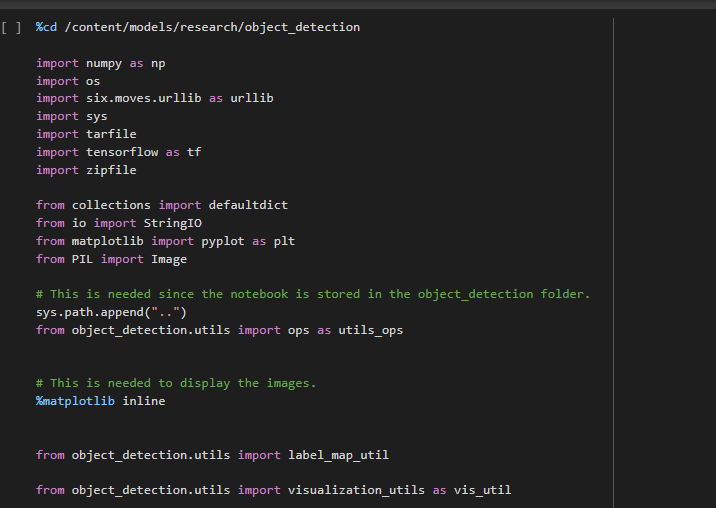 [ ] %cd /content/models/research/object_detection
import numpy as np
import os
import six.moves.urllib as urllib
import sys
import tarfile
import tensorflow as tf
import zipfile
from collections import defaultdict
from io import StringIO
from matplotlib import pyplot as plt
from PIL import Image
# This is needed since the notebook is stored in the object_detection folder.
sys.path.append("..")
from object_detection.utils import ops as utils_ops
# This is needed to display the images.
%matplotlib inline
from object_detection.utils import label_map_util
from object_detection.utils import visualization_utils as vis_util